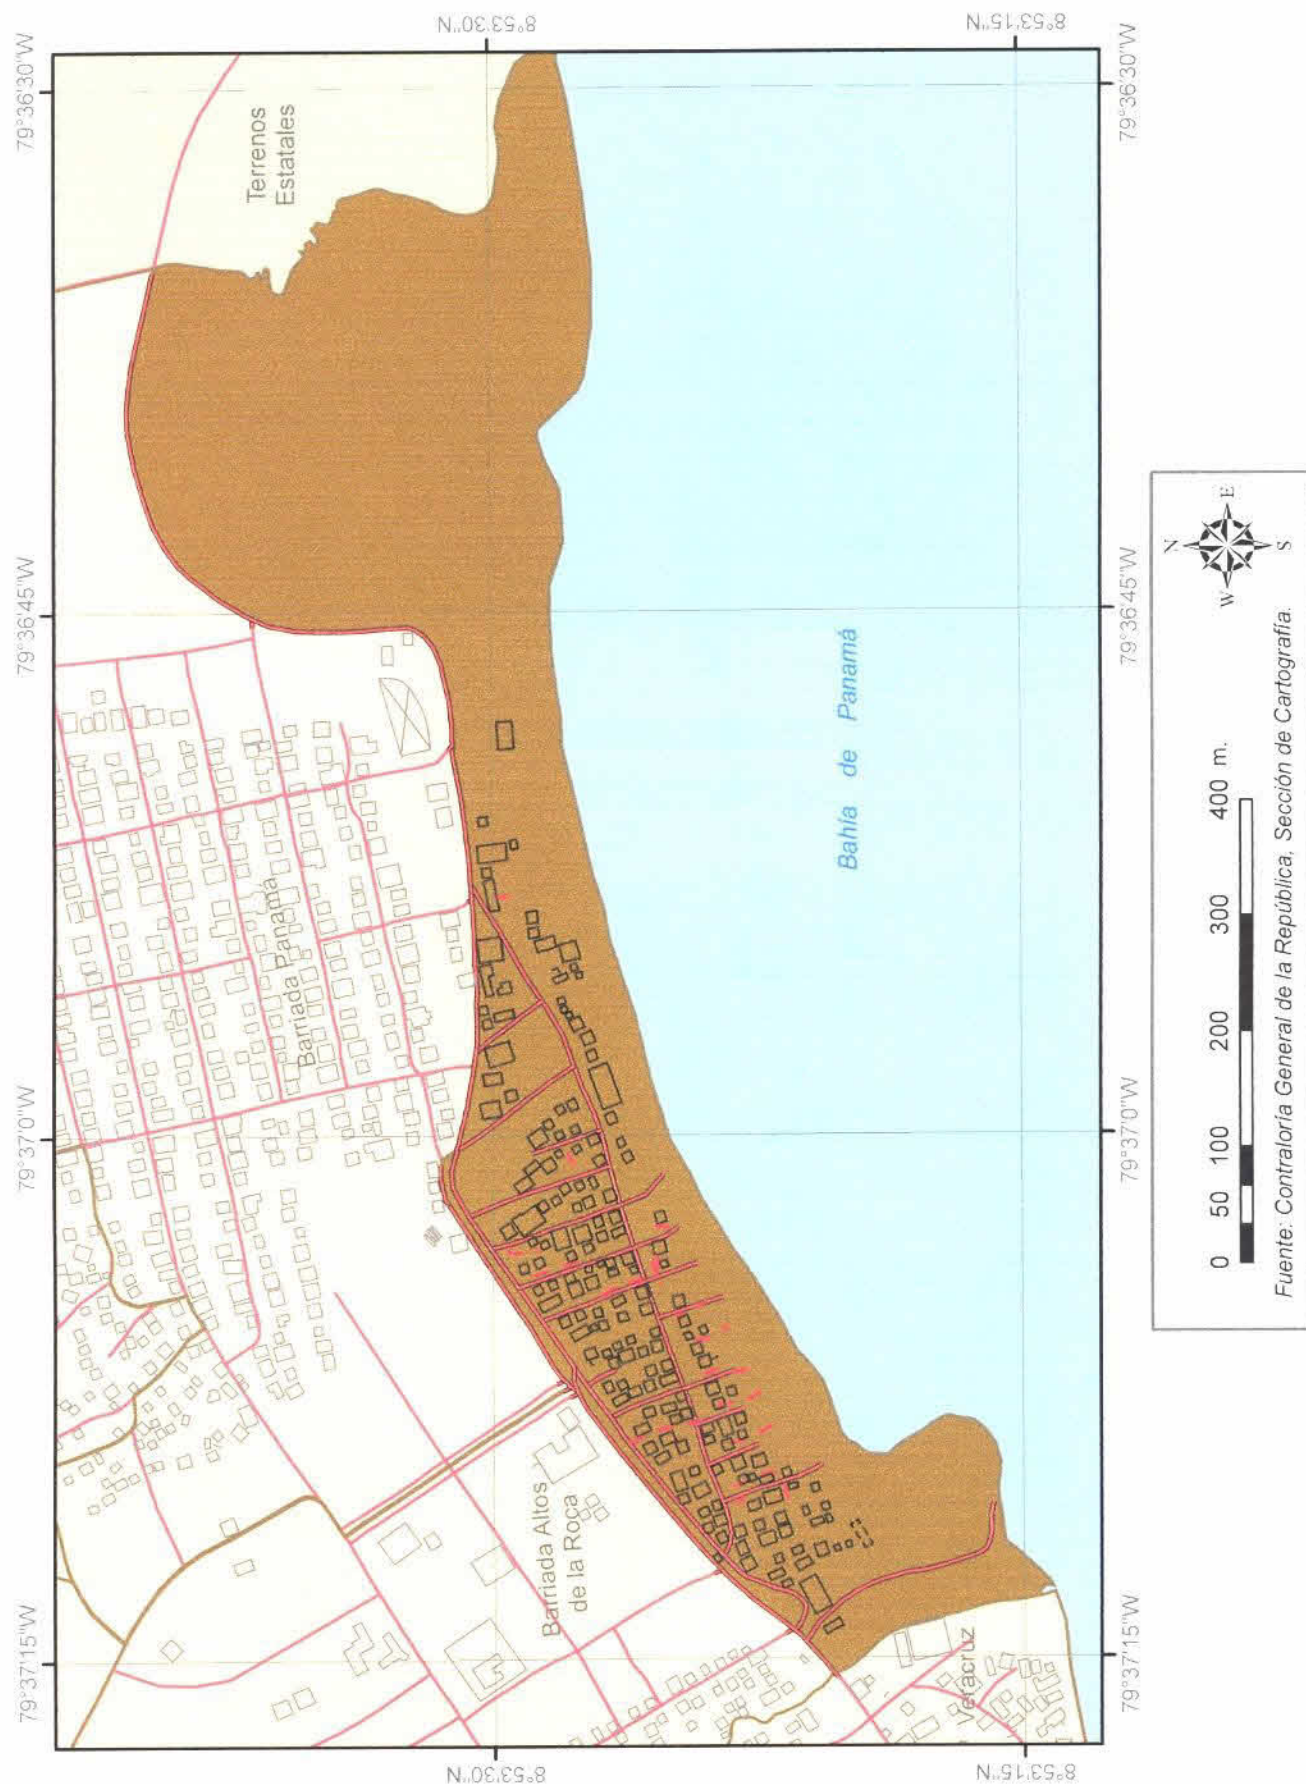 79°37'15"W
79°37'0"W
79°36'45"W
79°36'30"W
8°53'30"N
8°53'30"N
Terrenos
Estatales
Barriada Panamá
Barriada Altos
de la Roca
Bahía de Panamá
Veracruz
8°53'15"N
8°53'15"N
79°37'15"W
79°37'0"W
79°36'45"W
79°36'30"W
0 50 100 200 300 400 m.
N
W E
S
Fuente: Contraloría General de la República, Sección de Cartografía.